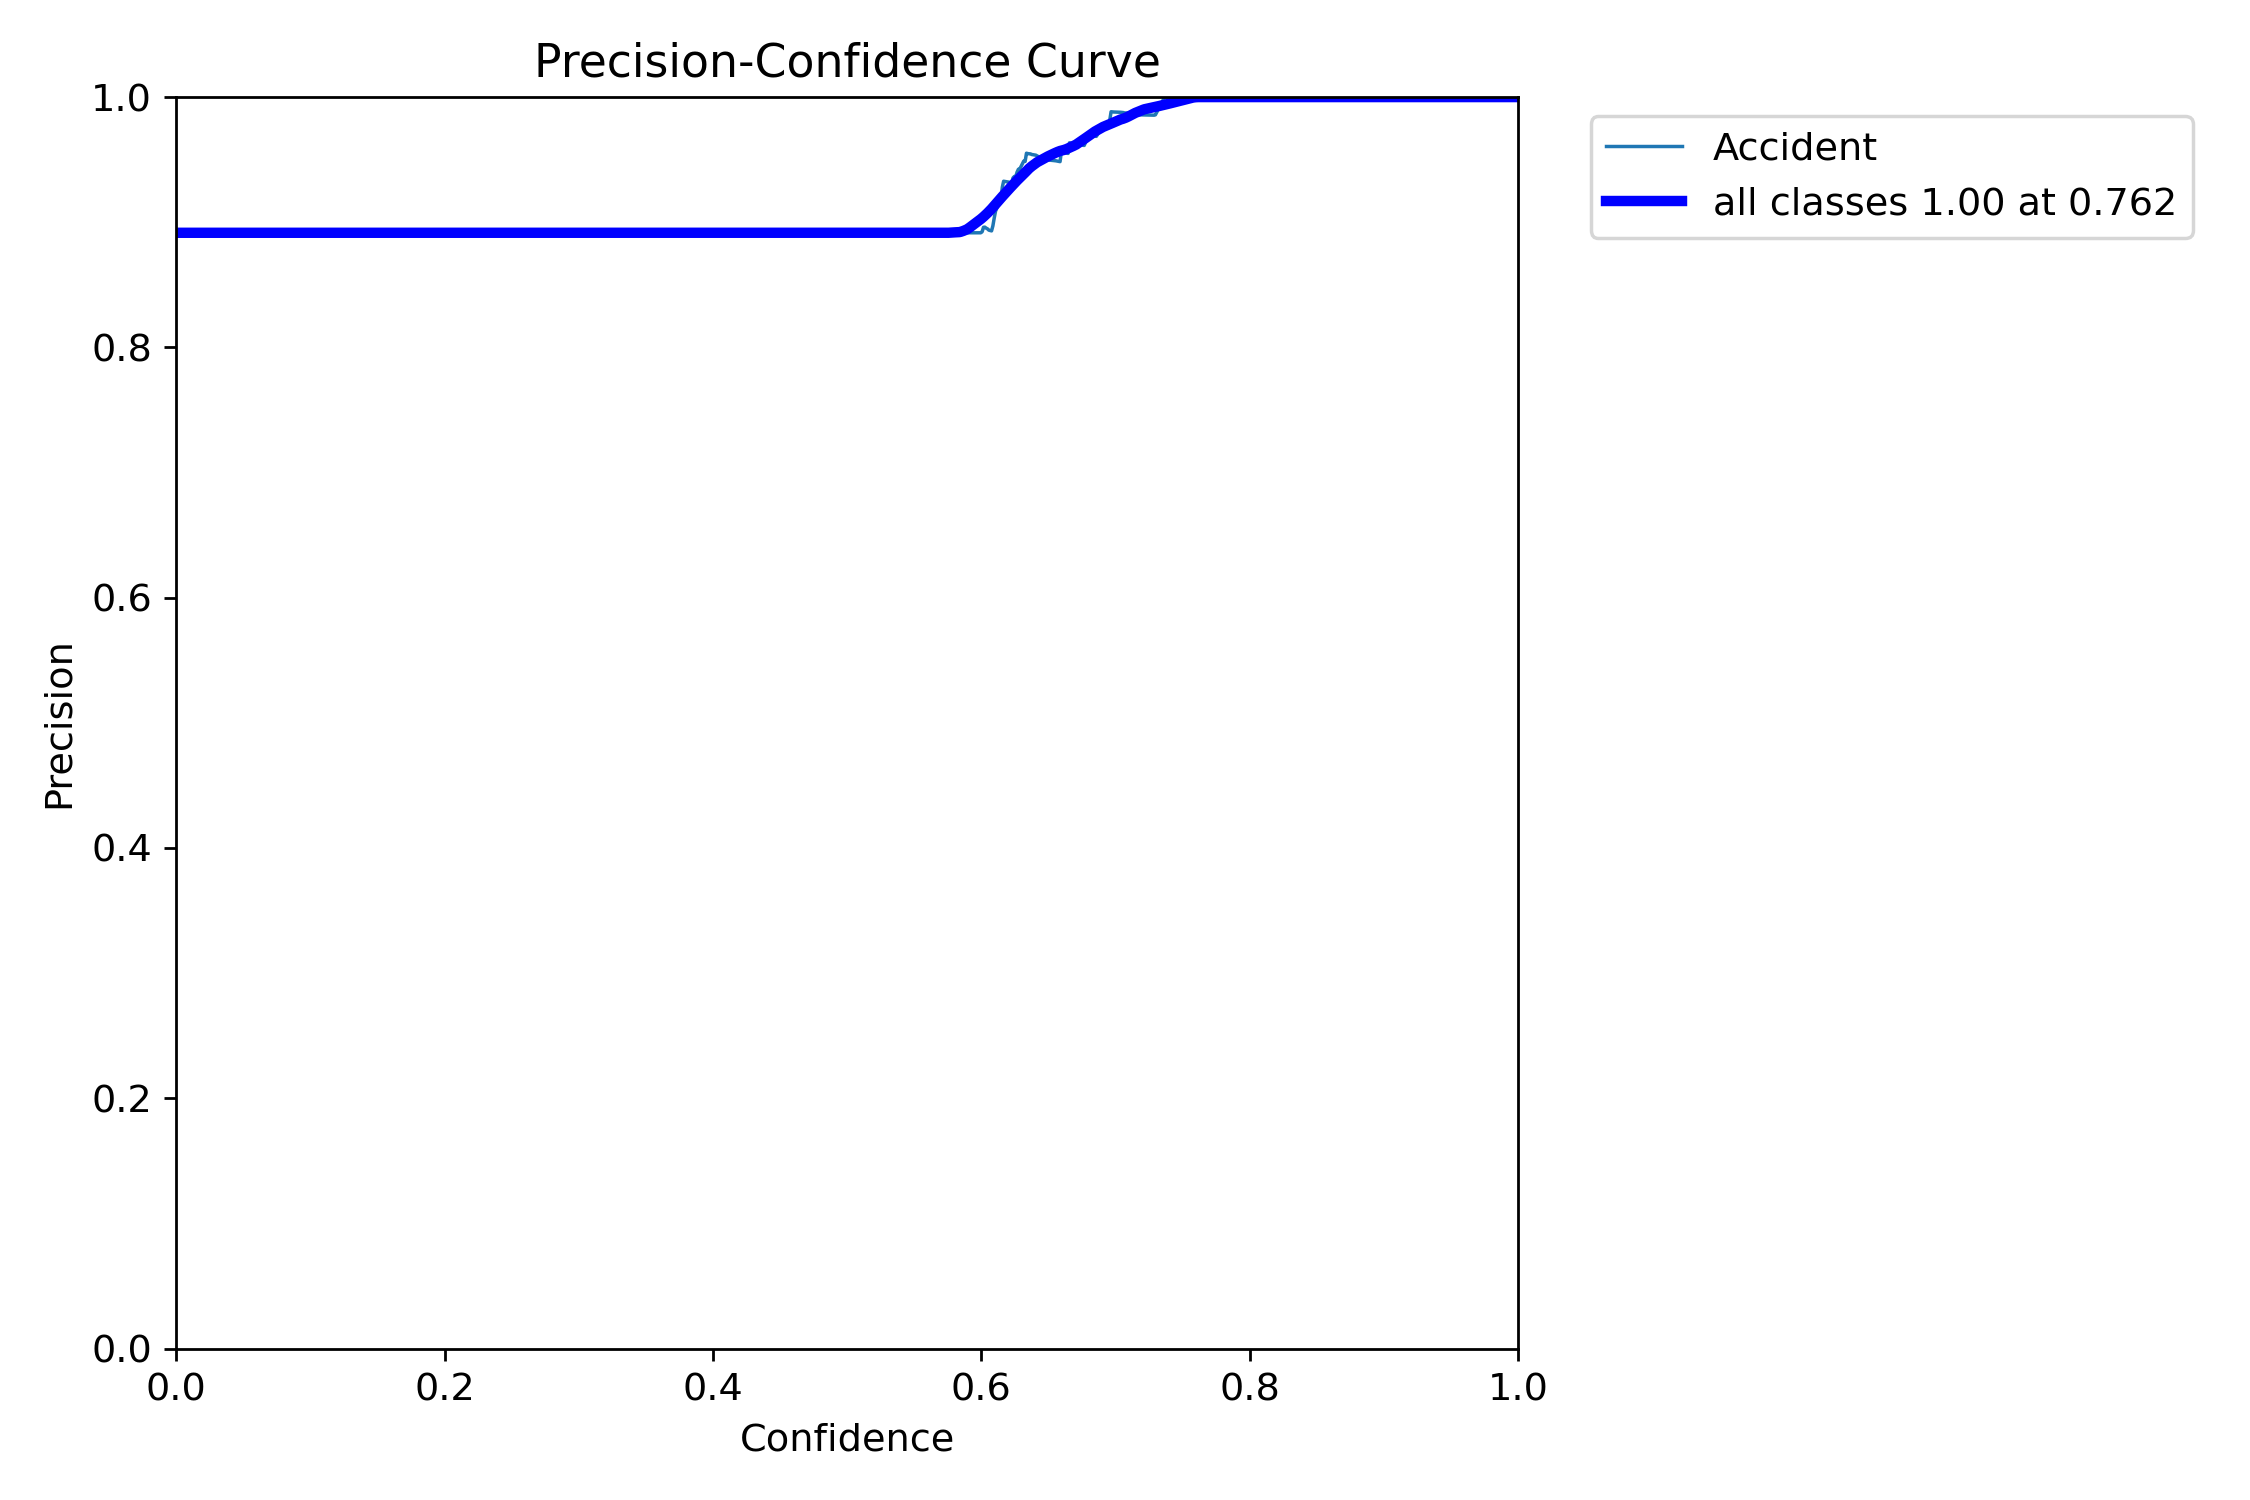 Precision-Confidence Curve
1.0
0.8
0.6
0.4
0.2
0.0
Precision
0.0 0.2 0.4 0.6 0.8 1.0
Confidence
Accident
all classes 1.00 at 0.762